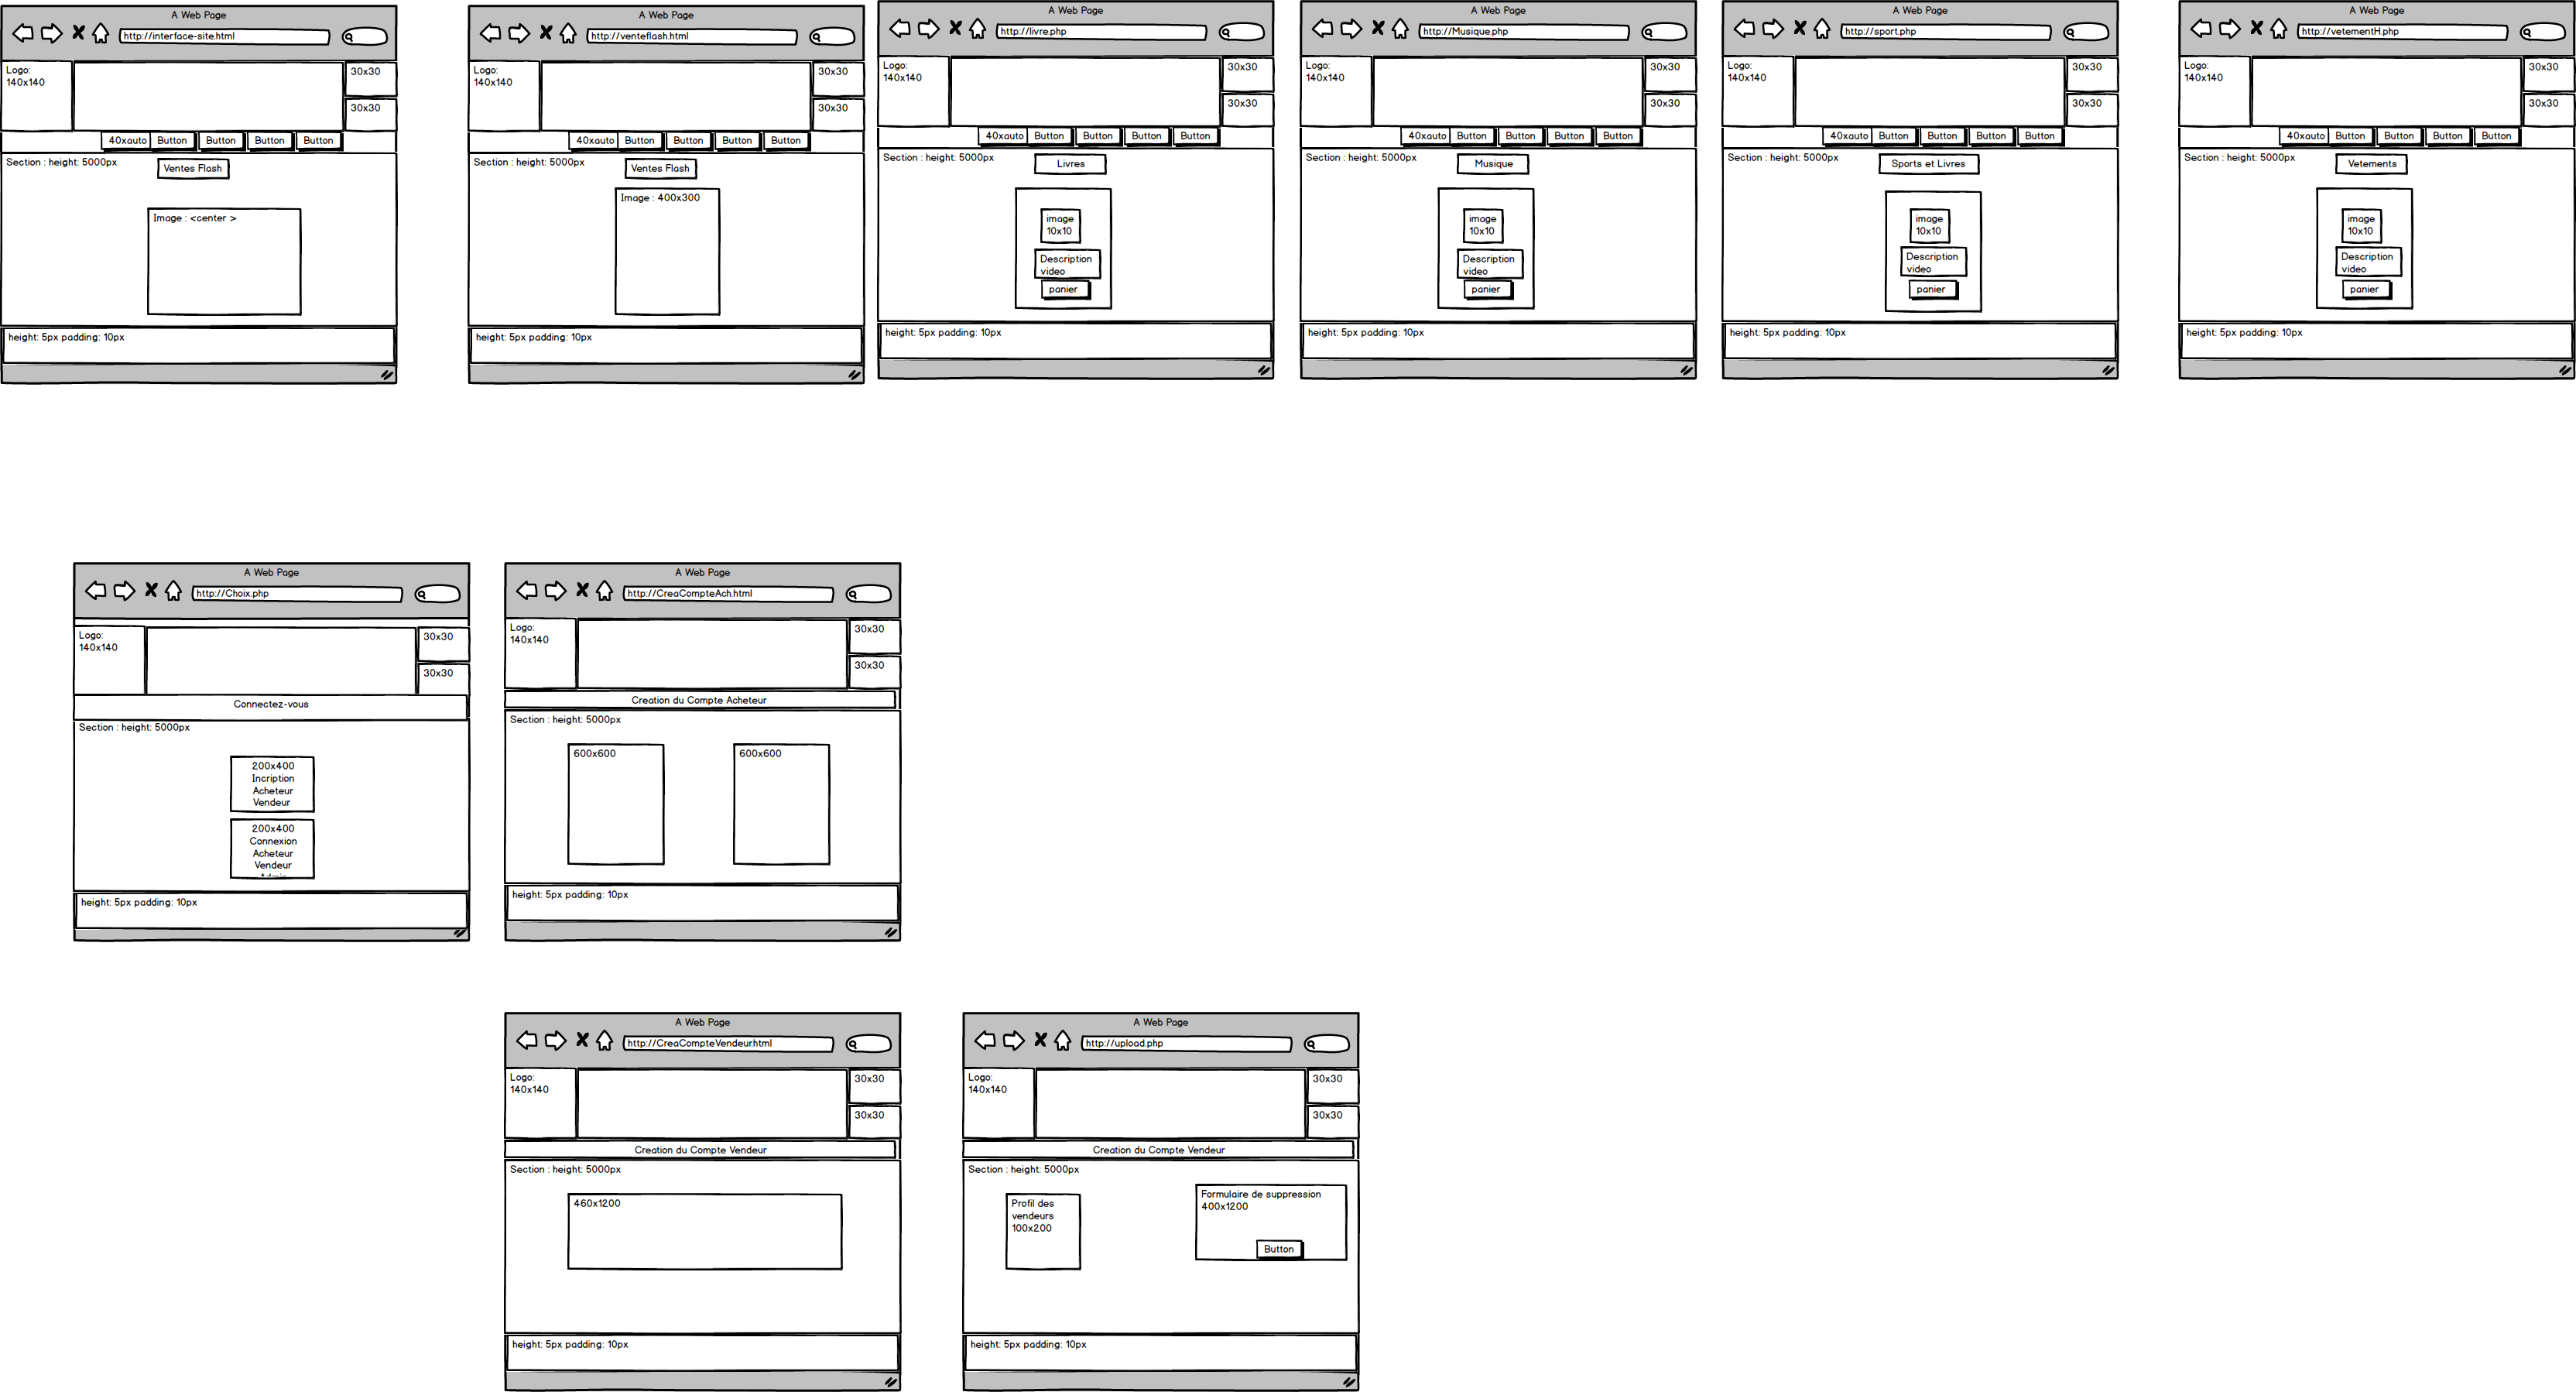 A Web Page
http://interface-site.html
Logo:
140x140
30x30
30x30
40xauto Button Button Button Button
Section : height: 5000px
Ventes Flash
Image : <center >
height: 5px padding: 10px
A Web Page
http://venteflash.html
Logo:
140x140
30x30
30x30
40xauto Button Button Button Button
Section : height: 5000px
Ventes Flash
Image : 400x300
height: 5px padding: 10px
A Web Page
http://livre.php
Logo:
140x140
30x30
30x30
40xauto Button Button Button Button
Section : height: 5000px
Livres
image
10x10
Description
video
panier
height: 5px padding: 10px
A Web Page
http://Musique.php
Logo:
140x140
30x30
30x30
40xauto Button Button Button Button
Section : height: 5000px
Musique
image
10x10
Description
video
panier
height: 5px padding: 10px
A Web Page
http://sport.php
Logo:
140x140
30x30
30x30
40xauto Button Button Button Button
Section : height: 5000px
Sports et Livres
image
10x10
Description
video
panier
height: 5px padding: 10px
A Web Page
http://vetementH.php
Logo:
140x140
30x30
30x30
40xauto Button Button Button Button
Section : height: 5000px
Vetements
image
10x10
Description
video
panier
height: 5px padding: 10px
A Web Page
http://Choix.php
Logo:
140x140
30x30
30x30
Connectez-vous
Section : height: 5000px
200x400
Incription
Acheteur
Vendeur
200x400
Connexion
Acheteur
Vendeur
height: 5px padding: 10px
A Web Page
http://CreaCompteAch.html
Logo:
140x140
30x30
30x30
Creation du Compte Acheteur
Section : height: 5000px
600x600
600x600
height: 5px padding: 10px
A Web Page
http://CreaCompteVendeur.html
Logo:
140x140
30x30
30x30
Creation du Compte Vendeur
Section : height: 5000px
460x1200
height: 5px padding: 10px
A Web Page
http://upload.php
Logo:
140x140
30x30
30x30
Creation du Compte Vendeur
Section : height: 5000px
Profil des
vendeurs
100x200
Formulaire de suppression
400x1200
Button
height: 5px padding: 10px